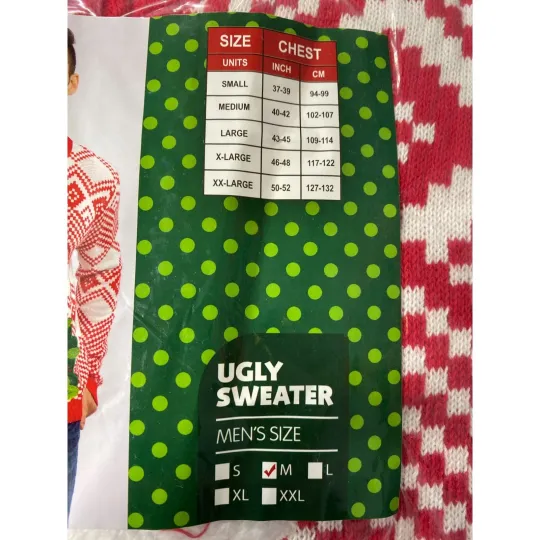 SIZE CHEST
UNITS INCH CM
SMALL 37-39 94-99
MEDIUM 40-42 102-107
LARGE 43-45 109-114
X-LARGE 46-48 117-122
XX-LARGE 50-52 127-132
UGLY
SWEATER
MEN'S SIZE
S M L
XL XXL